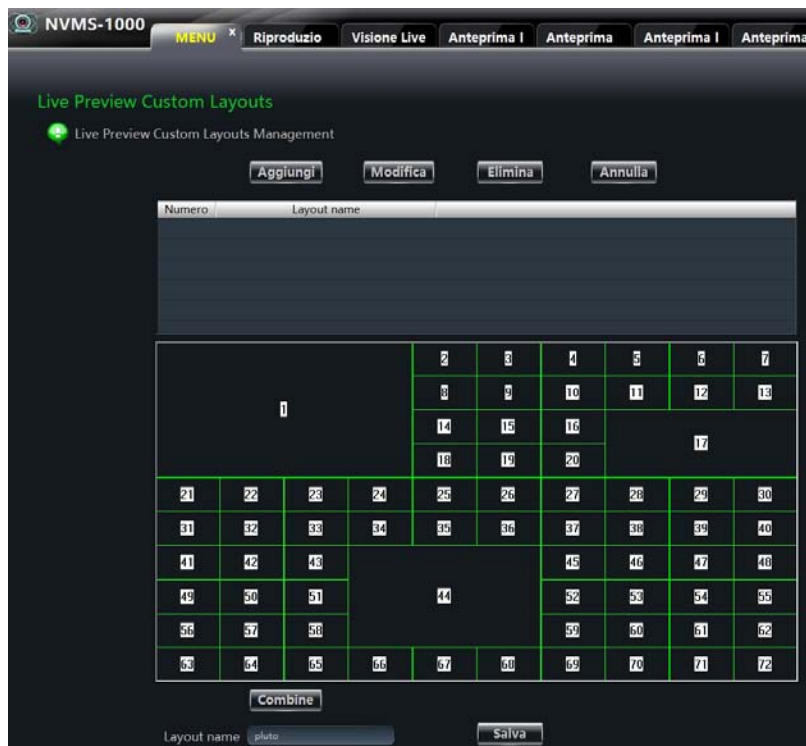 NVMS-1000
MENU x Riproduzio Visione Live Anteprima l Anteprima Anteprima l Anteprima
Live Preview Custom Layouts
Live Preview Custom Layouts Management
Aggiungi Modifica Elimina Annulla
Numero Layout name
2 3 4 5 6 7
8 9 10 11 12 13
1
14 15 16
17
18 19 20
21 22 23 24 25 26 27 28 29 30
31 32 33 34 35 36 37 38 39 40
41 42 43 45 46 47 48
49 50 51 44 52 53 54 55
56 57 58 59 60 61 62
63 64 65 66 67 68 69 70 71 72
Combine
Layout name pluto Salva